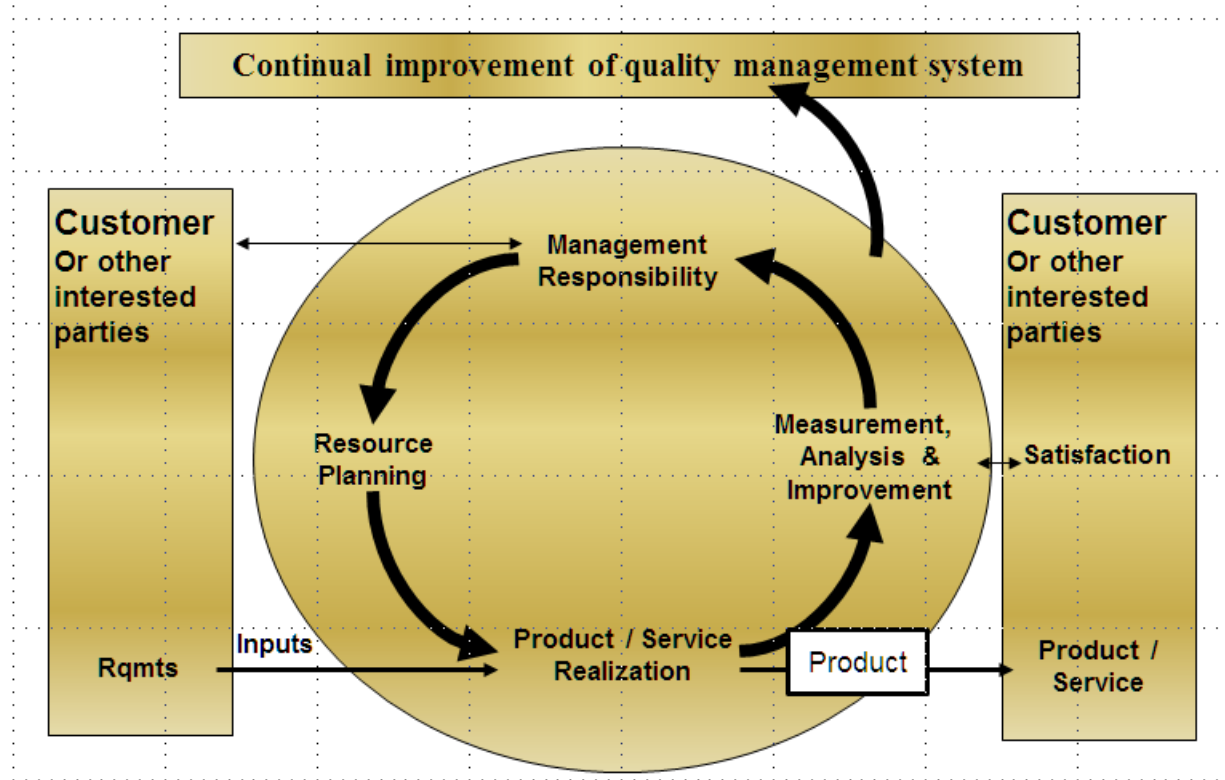 Continual improvement of quality management system
Customer
Or other
interested
parties
Management
Responsibility
Customer
Or other
interested
parties
Resource
Planning
Measurement,
Analysis &
Improvement
Satisfaction
Inputs
Rqmts
Product / Service
Realization
Product
Product /
Service